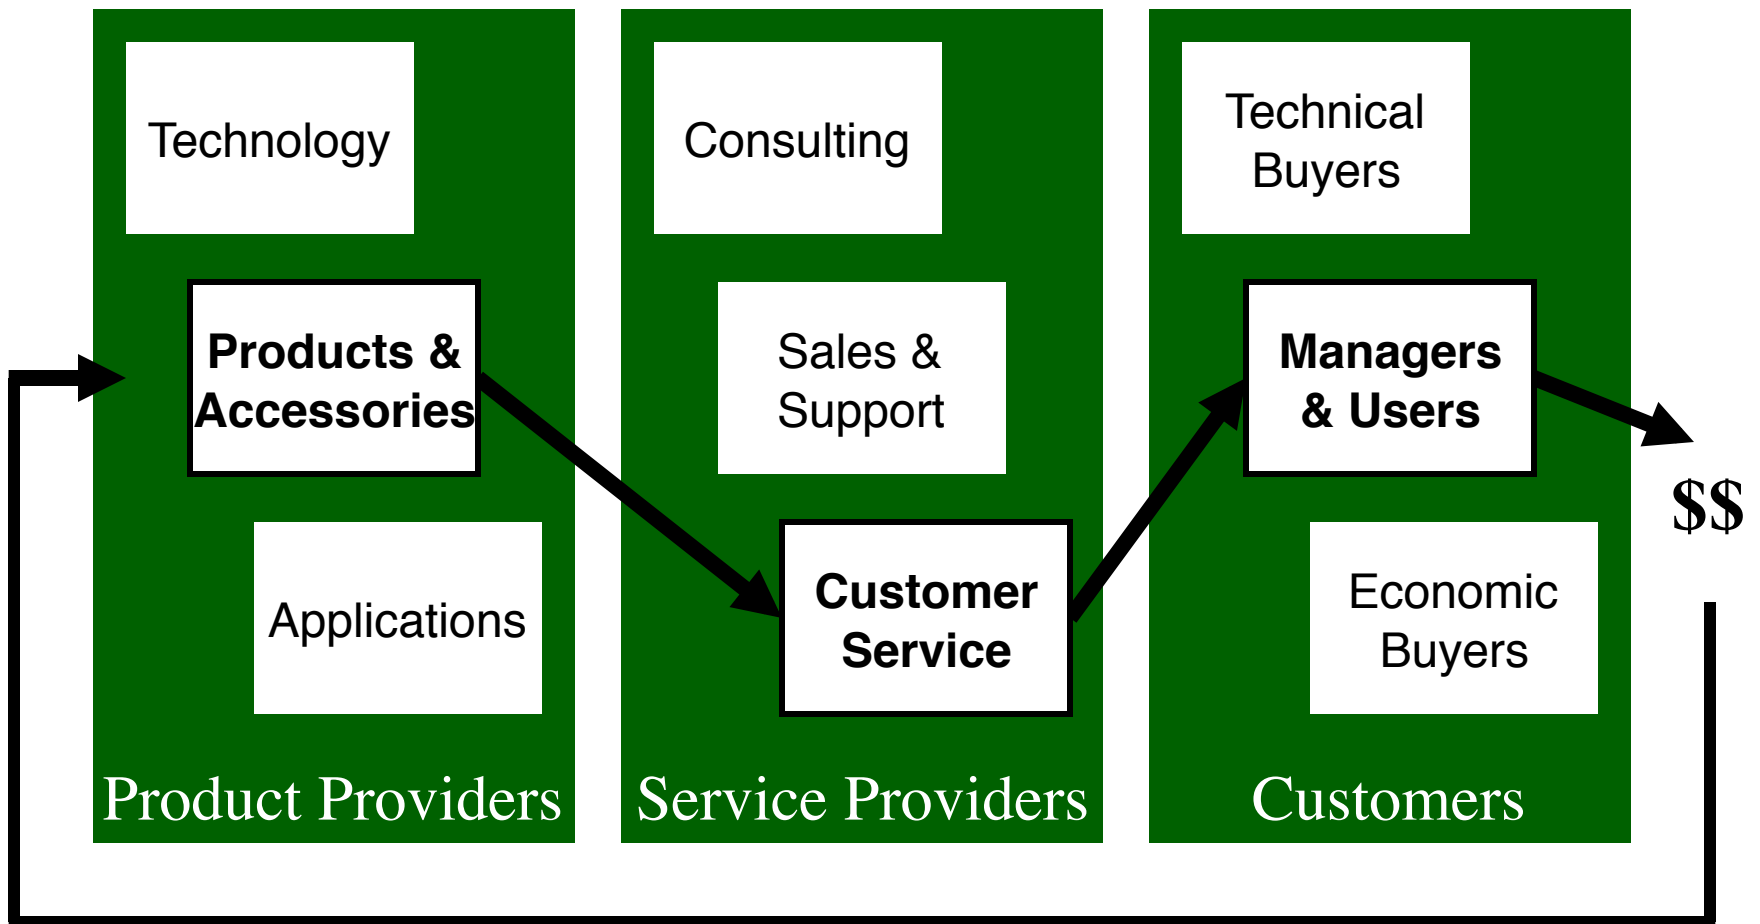 Technology
Products &
Accessories
Applications
Product Providers
Consulting
Sales &
Support
Customer
Service
Service Providers
Technical
Buyers
Managers
& Users
Economic
Buyers
Customers
$$